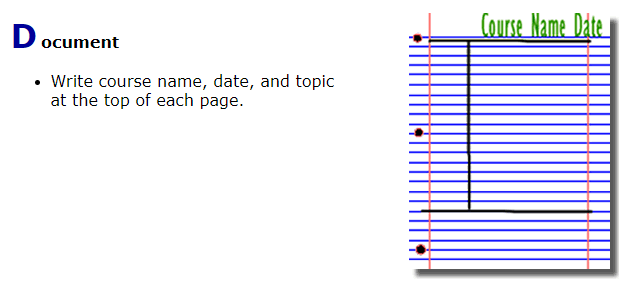 Document
Write course name, date, and topic
at the top of each page.
Course Name Date